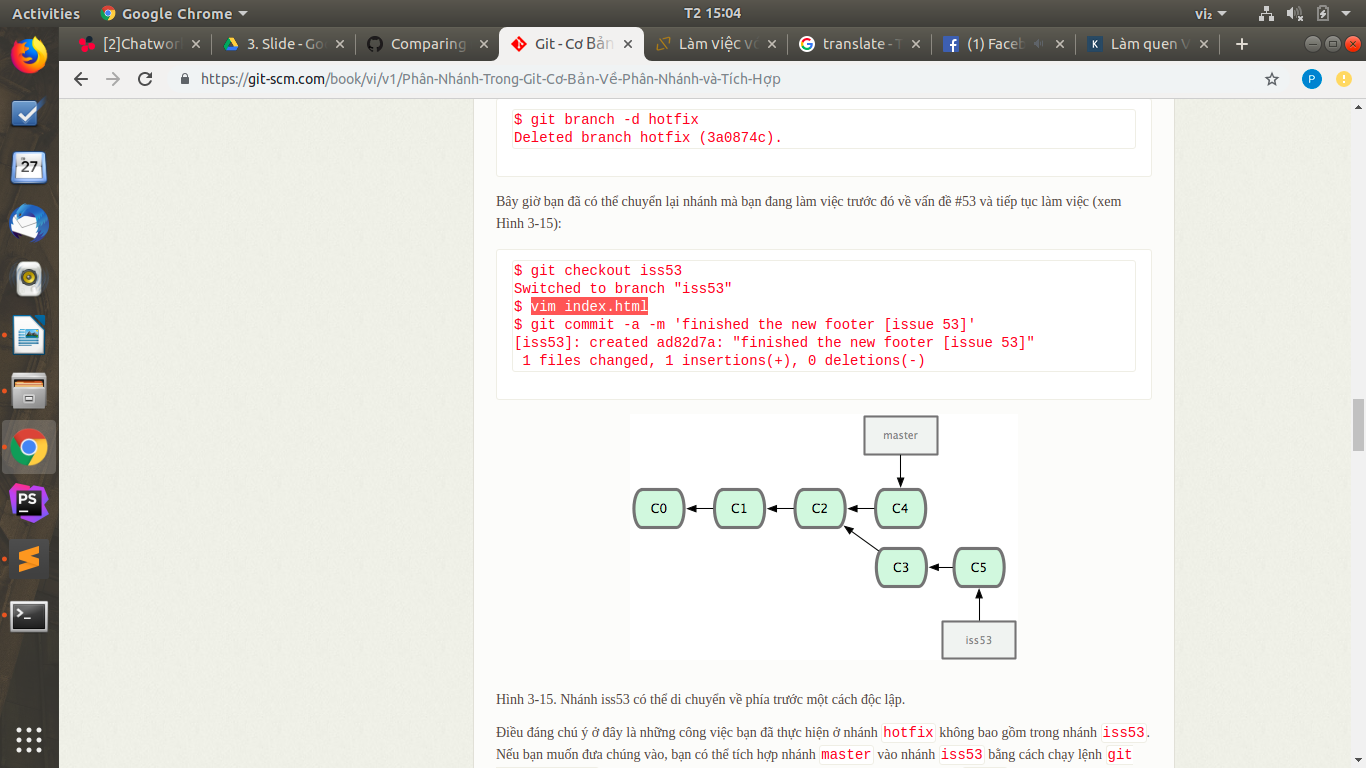 Activities
Google Chrome
T2 15:04
vi₂
[2]Chatwor
3. Slide - Go
Comparing
Git - Cơ Bản
Làm việc vớ
translate - T
(1) Faceb
Làm quen V
https://git-scm.com/book/vi/v1/Phân-Nhánh-Trong-Git-Cơ-Bản-Về-Phân-Nhánh-và-Tích-Hợp
P
27
PS
$ git branch -d hotfix
Deleted branch hotfix (3a0874c).
Bây giờ bạn đã có thể chuyển lại nhánh mà bạn đang làm việc trước đó về vấn đề #53 và tiếp tục làm việc (xem
Hình 3-15):
$ git checkout iss53
Switched to branch "iss53"
$ vim index.html
$ git commit -a -m 'finished the new footer [issue 53]'
[iss53]: created ad82d7a: "finished the new footer [issue 53]"
1 files changed, 1 insertions(+), 0 deletions(-)
master
C0 C1 C2 C4
C3 C5
iss53
Hình 3-15. Nhánh iss53 có thể di chuyển về phía trước một cách độc lập.
Điều đáng chú ý ở đây là những công việc bạn đã thực hiện ở nhánh hotfix không bao gồm trong nhánh iss53.
Nếu bạn muốn đưa chúng vào, bạn có thể tích hợp nhánh master vào nhánh iss53 bằng cách chạy lệnh git